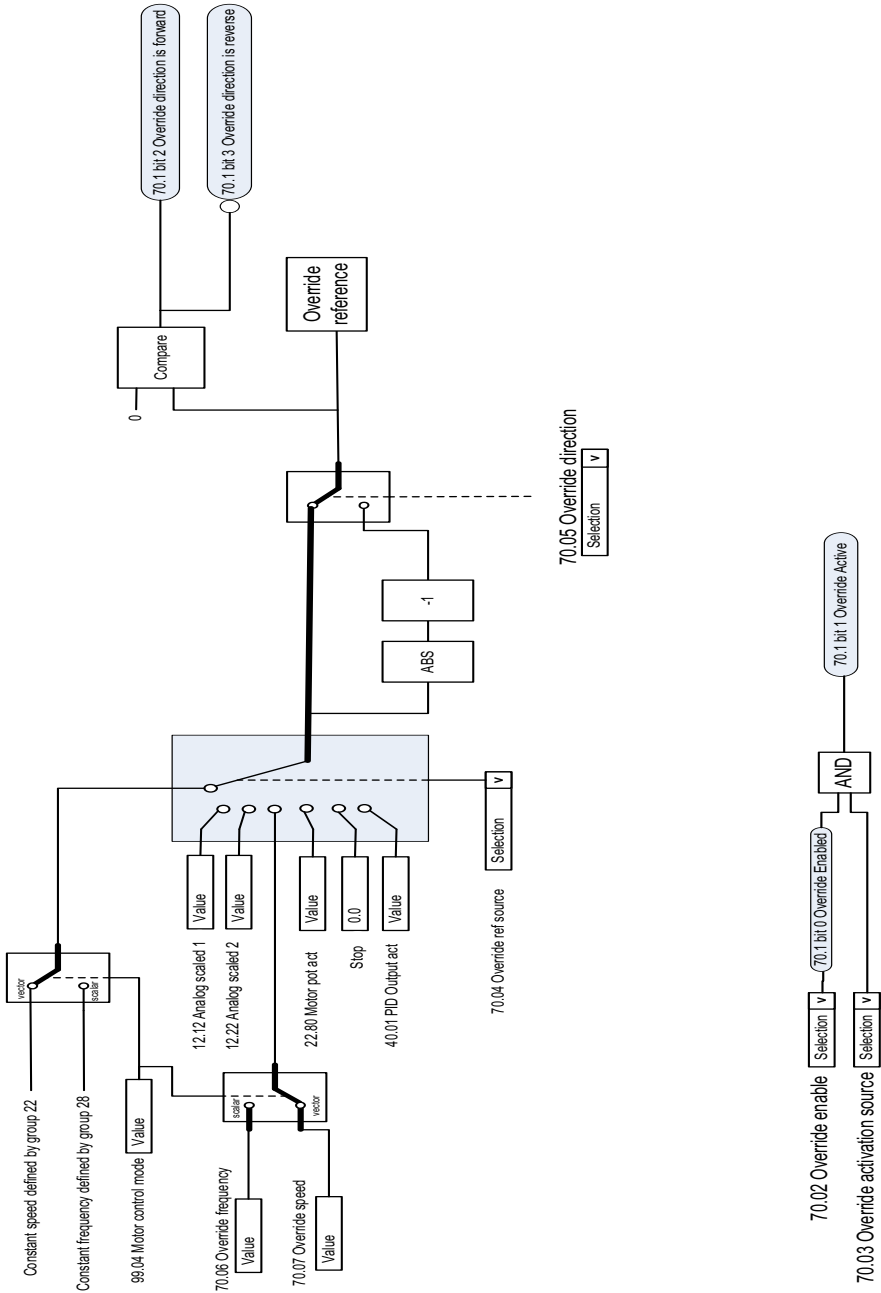 Constant speed defined by group 22
Constant frequency defined by group 28
99.04 Motor control mode
Value
vector
scalar
70.06 Override frequency
Value
70.07 Override speed
Value
scalar
vector
12.12 Analog scaled 1
Value
12.22 Analog scaled 2
Value
22.80 Motor pot act
Value
Stop
0.0
40.01 PID Output act
Value
70.04 Override ref source
Selection
v
ABS
-1
70.05 Override direction
Selection
v
0
Compare
Override
reference
70.1 bit 2 Override direction is forward
70.1 bit 3 Override direction is reverse
70.02 Override enable
Selection
v
70.1 bit 0 Override Enabled
70.03 Override activation source
Selection
v
AND
70.1 bit 1 Override Active